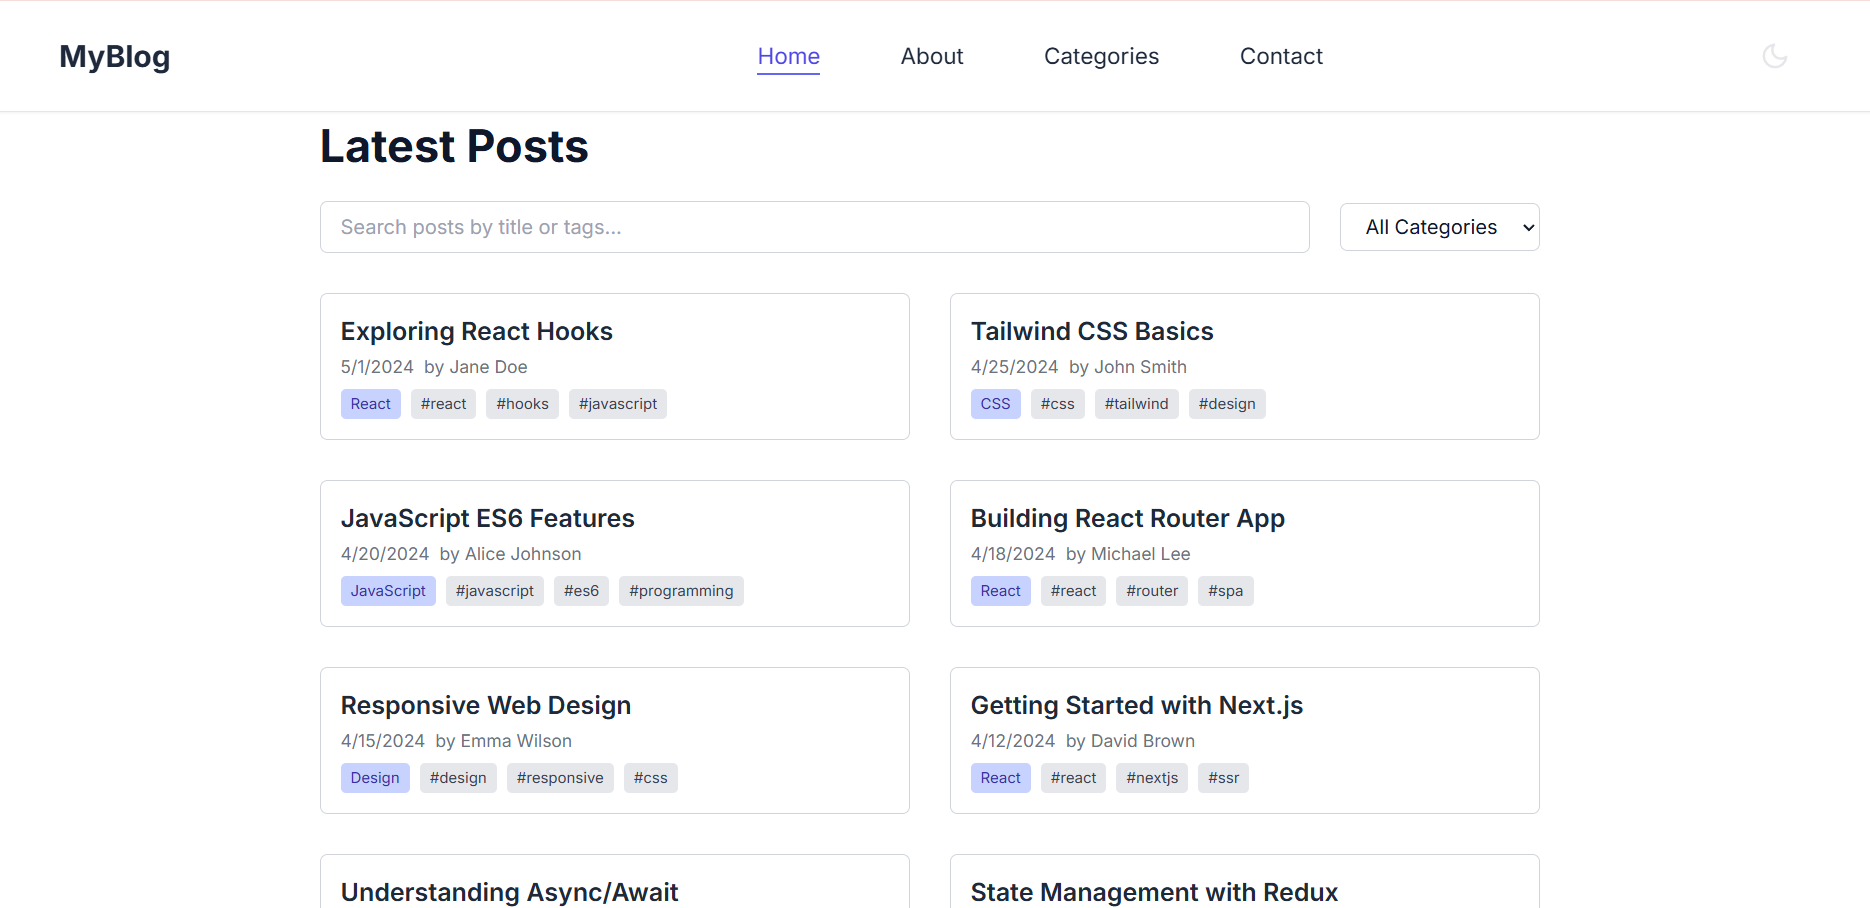 MyBlog
Home About Categories Contact
Latest Posts
Search posts by title or tags...
All Categories
Exploring React Hooks
5/1/2024 by Jane Doe
React #react #hooks #javascript
Tailwind CSS Basics
4/25/2024 by John Smith
CSS #css #tailwind #design
JavaScript ES6 Features
4/20/2024 by Alice Johnson
JavaScript #javascript #es6 #programming
Building React Router App
4/18/2024 by Michael Lee
React #react #router #spa
Responsive Web Design
4/15/2024 by Emma Wilson
Design #design #responsive #css
Getting Started with Next.js
4/12/2024 by David Brown
React #react #nextjs #ssr
Understanding Async/Await
State Management with Redux